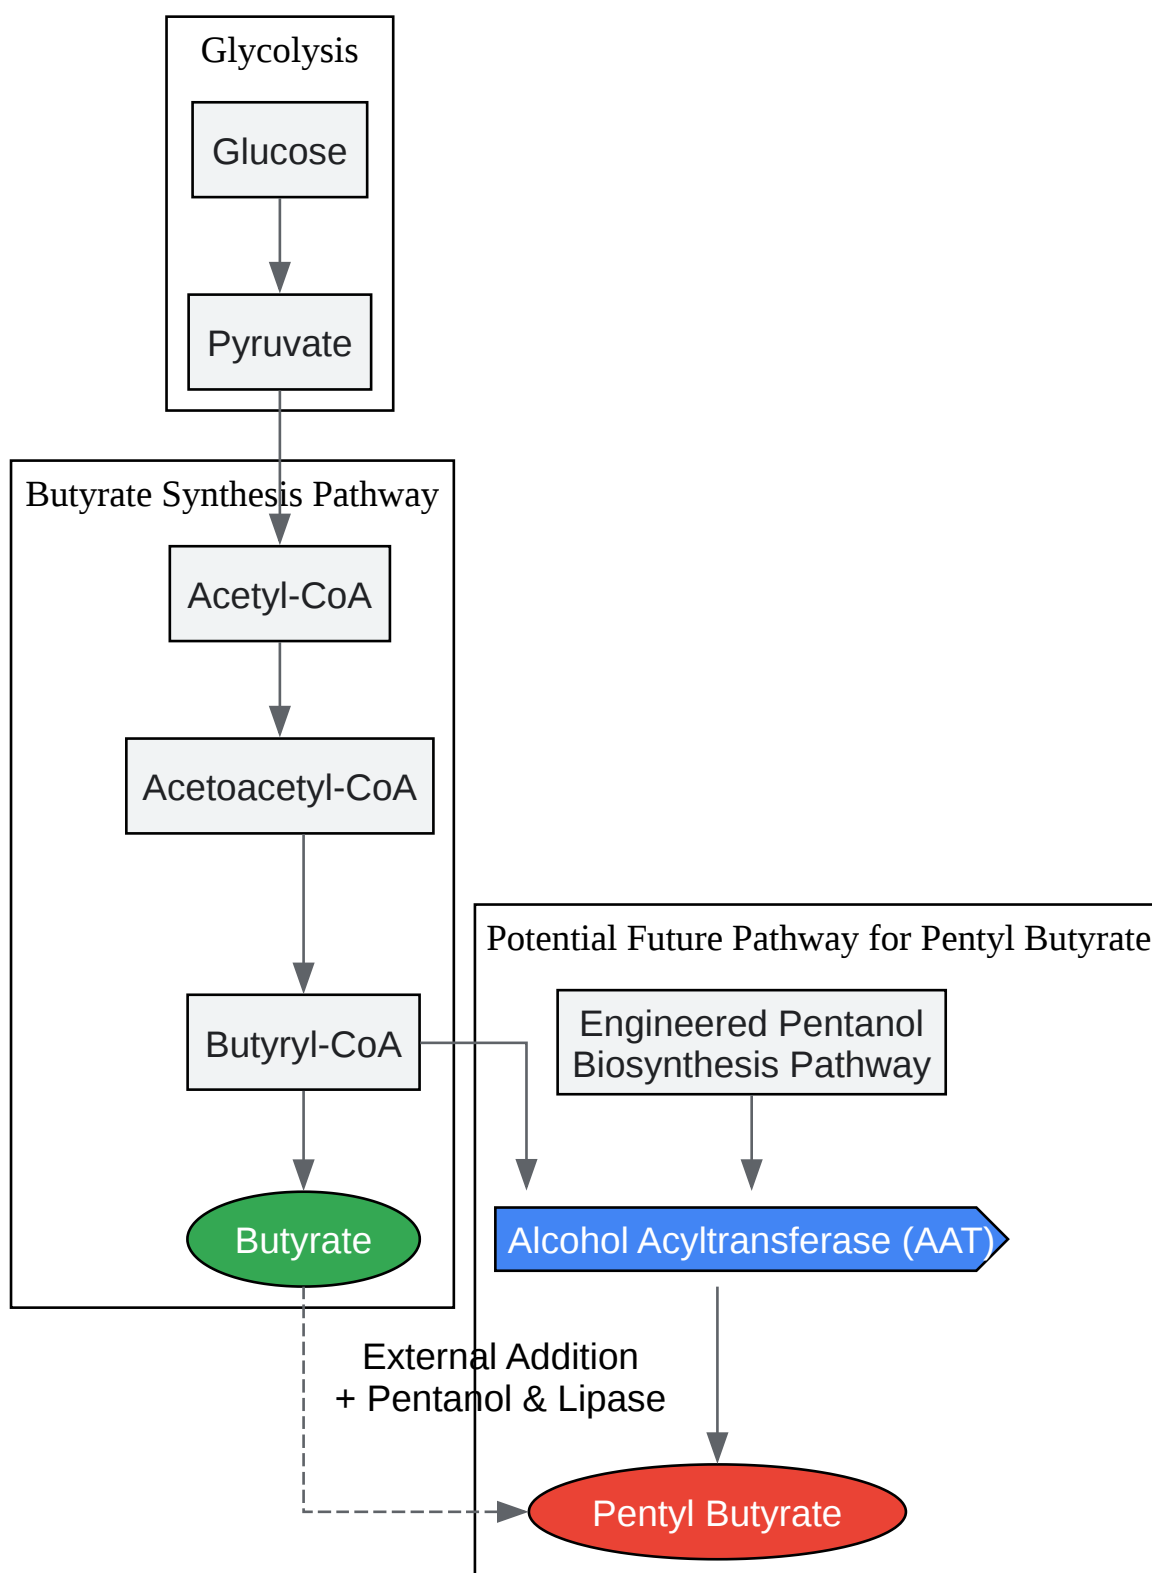 Glycolysis
Glucose
Pyruvate
Butyrate Synthesis Pathway
Acetyl-CoA
Acetoacetyl-CoA
Butyryl-CoA
Butyrate
Potential Future Pathway for Pentyl Butyrate
Engineered Pentanol
Biosynthesis Pathway
Alcohol Acyltransferase (AAT)
External Addition
+ Pentanol & Lipase
Pentyl Butyrate